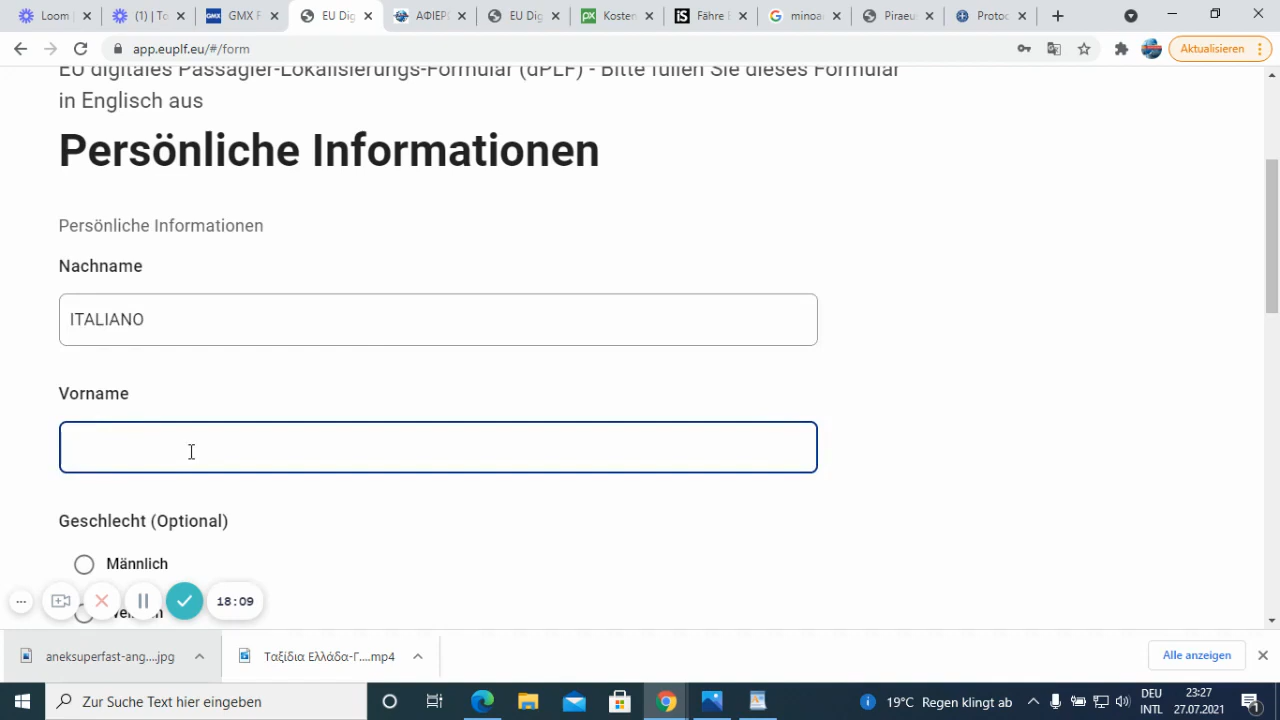 Loom
(1) | To
GMX F
EU Dig
ΑΦΙΕΡ
EU Dig
Kosten
Fähre F
minoa
Piraeu
Protoc
app.euplf.eu/#/form
Aktualisieren
EU digitales Passagier-Lokalisierungs-Formular (dPLF) - Bitte füllen Sie dieses Formular
in Englisch aus
Persönliche Informationen
Persönliche Informationen
Nachname
ITALIANO
Vorname
Geschlecht (Optional)
Männlich
18:09
aneksuperfast-ang....jpg
Ταξίδια Ελλάδα-Γ....mp4
Alle anzeigen
Zur Suche Text hier eingeben
19°C Regen klingt ab
DEU
INTL
23:27
27.07.2021
1